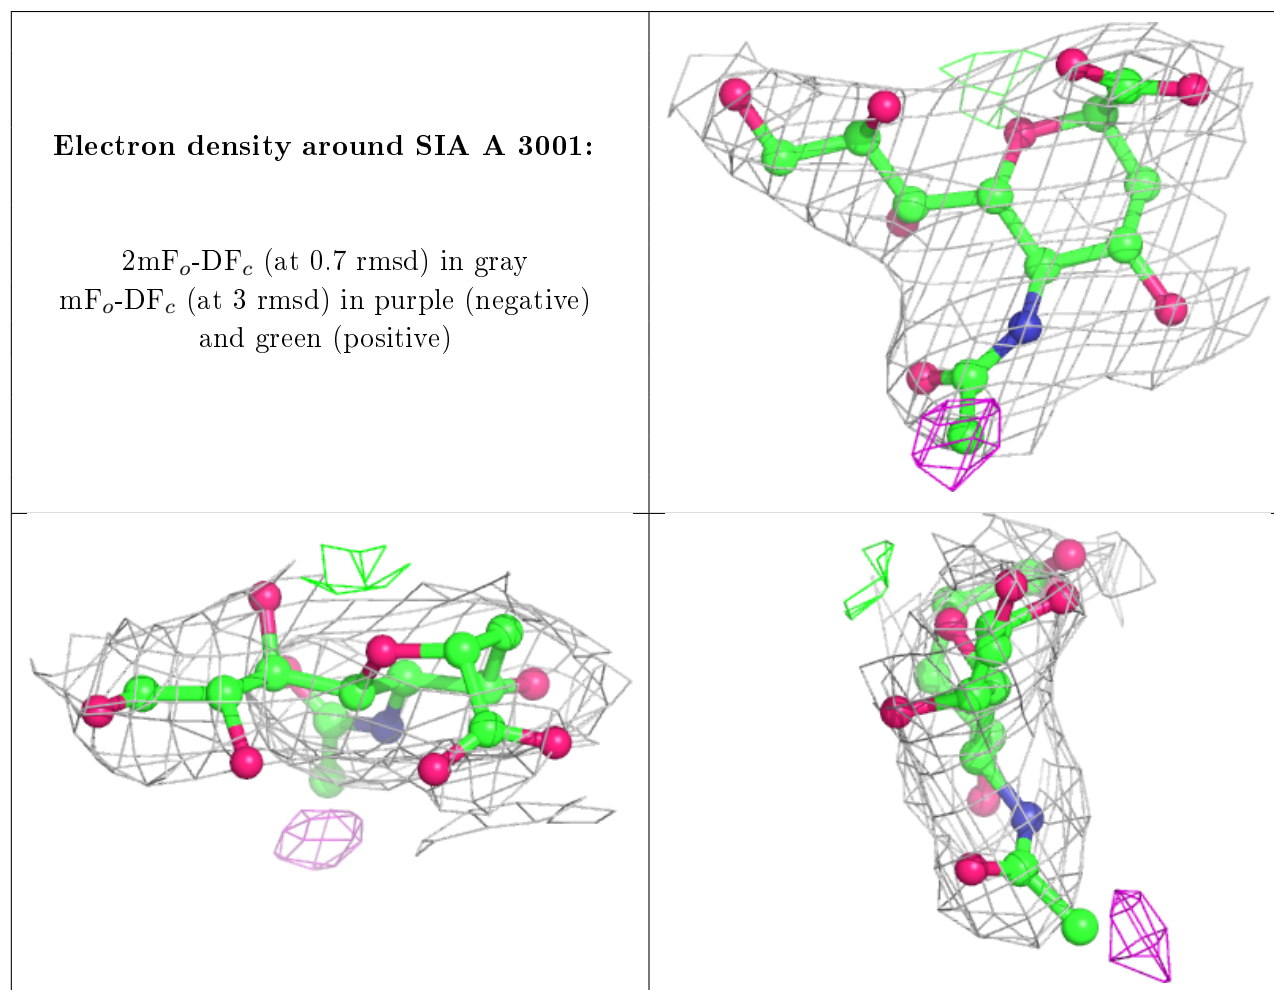 Electron density around SIA A 3001:
2mFo-DFc (at 0.7 rmsd) in gray
mFo-DFc (at 3 rmsd) in purple (negative)
and green (positive)